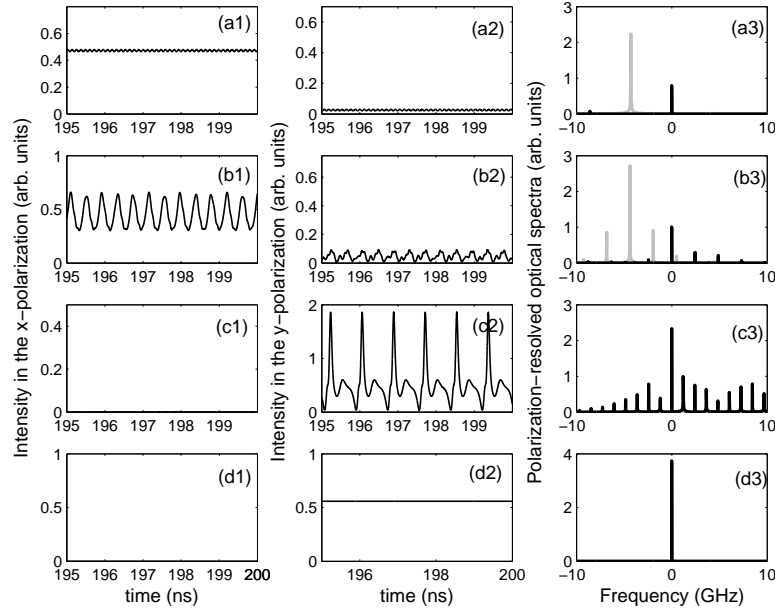 Intensity in the x−polarization (arb. units)
Intensity in the y−polarization (arb. units)
Polarization−resolved optical spectra (arb. units)
(a1)
0 0.2 0.4 0.6
195 196 197 198 199 200
(a2)
0 0.2 0.4 0.6
195 196 197 198 199 200
(a3)
0 1 2 3
−10 0 10
(b1)
0 0.5 1
195 196 197 198 199 200
(b2)
0 0.2 0.4 0.6
195 196 197 198 199 200
(b3)
0 1 2 3
−10 0 10
(c1)
0 0.2 0.4
195 196 197 198 199 200
(c2)
0 0.5 1 1.5 2
195 196 197 198 199 200
(c3)
0 1 2 3
−10 0 10
(d1)
0 0.5 1
195 196 197 198 199 200
time (ns)
(d2)
0 0.5 1
196 198 200
time (ns)
(d3)
0 2 4
−10 0 10
Frequency (GHz)